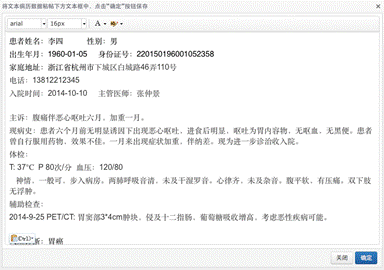 将文本病历数据粘贴下方文本框中，点击"确定"按钮保存
arial 16px A
患者姓名：李四 性别：男
出生年月：1960-01-05 身份证号：220150196001052358
家庭地址：浙江省杭州市下城区白城路46弄110号
电话：13812212345
入院时间：2014-10-10 主管医师：张仲景
主诉：腹痛伴恶心呕吐六月，加重一月。
现病史：患者六个月前无明显诱因下出现恶心呕吐，进食后明显，呕吐为胃内容物，无呕血、无黑便。患者
曾自行服用药物，效果不佳。一月来出现症状加重、伴纳差。现为进一步诊治收入院。
体检：
T: 37℃ P 80次/分 血压：120/80
神情、一般可，步入病房。两肺呼吸音清，未及干湿罗音。心律齐、未及杂音。腹平软、有压痛。双下肢
无浮肿。
辅助检查：
2014-9-25 PET/CT: 胃窦部3*4cm肿块、侵及十二指肠，葡萄糖吸收增高，考虑恶性疾病可能。
(Ctrl) 断：胃癌
关闭 确定